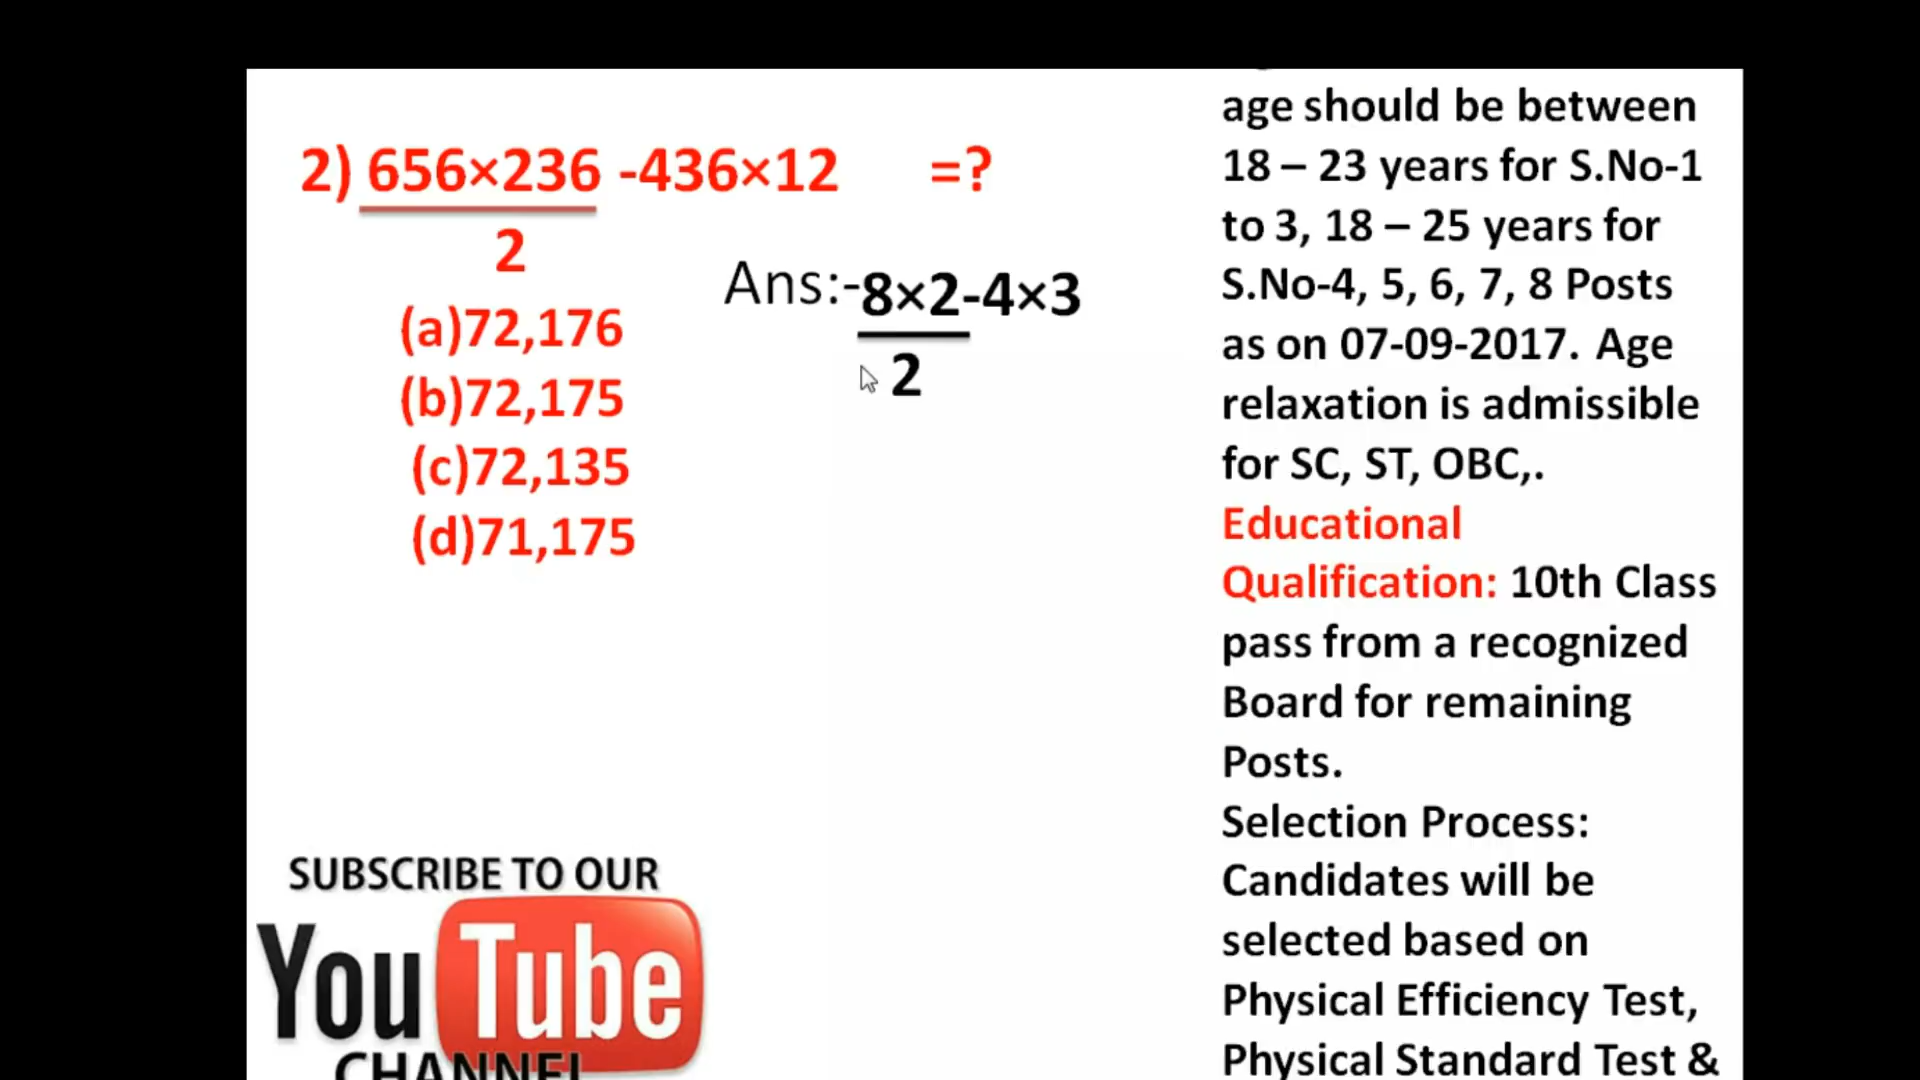 2) 656×236 -436×12 =?
2
Ans:-8×2-4×3
2
(a)72,176
(b)72,175
(c)72,135
(d)71,175
SUBSCRIBE TO OUR
YouTube
CHANNEL
age should be between
18 – 23 years for S.No-1
to 3, 18 – 25 years for
S.No-4, 5, 6, 7, 8 Posts
as on 07-09-2017. Age
relaxation is admissible
for SC, ST, OBC,.
Educational
Qualification: 10th Class
pass from a recognized
Board for remaining
Posts.
Selection Process:
Candidates will be
selected based on
Physical Efficiency Test,
Physical Standard Test &